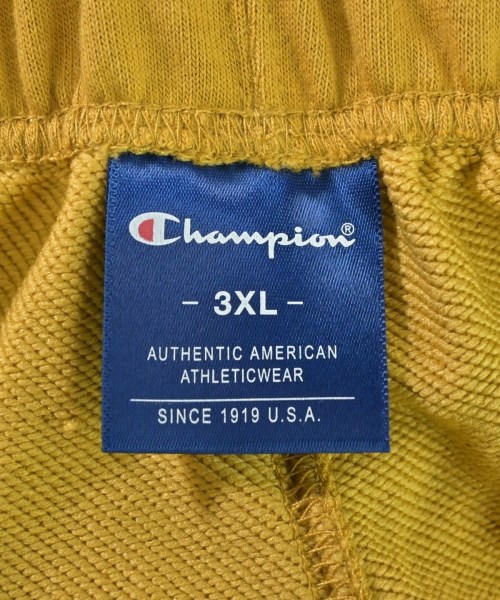 Champion®
- 3XL -
AUTHENTIC AMERICAN
ATHLETICWEAR
SINCE 1919 U.S.A.